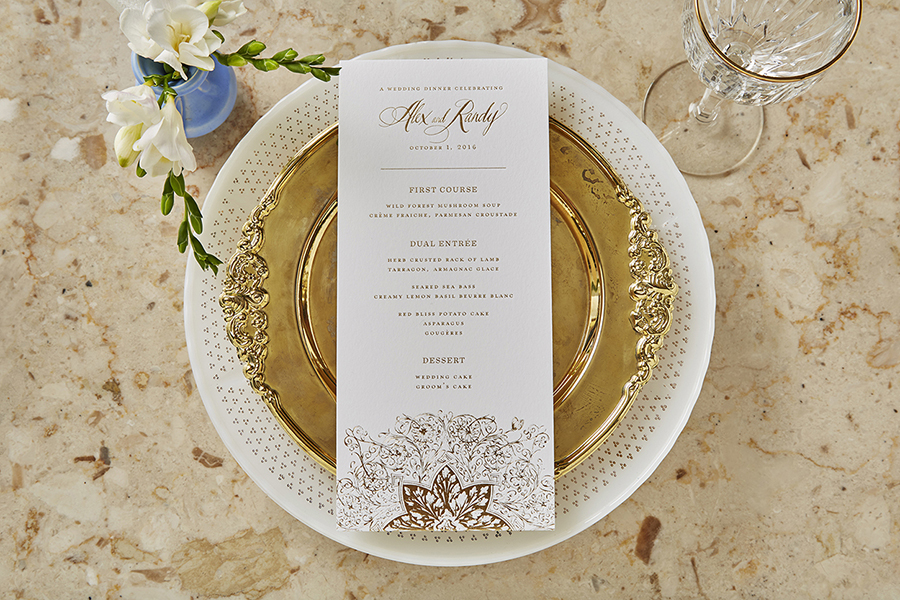 A WEDDING DINNER CELEBRATING
Alex and Randy
OCTOBER 1, 2016
FIRST COURSE
WILD FOREST MUSHROOM SOUP
CRÈME FRAICHE, PARMESAN CROUSTADE
DUAL ENTRÉE
HERB CRUSTED RACK OF LAMB
TARRAGON, ARMAGNAC GLACE
SEARED SEA BASS
CREAMY LEMON BASIL BEURRE BLANC
RED BLISS POTATO CAKE
ASPARAGUS
GOUGÈRES
DESSERT
WEDDING CAKE
GROOM'S CAKE